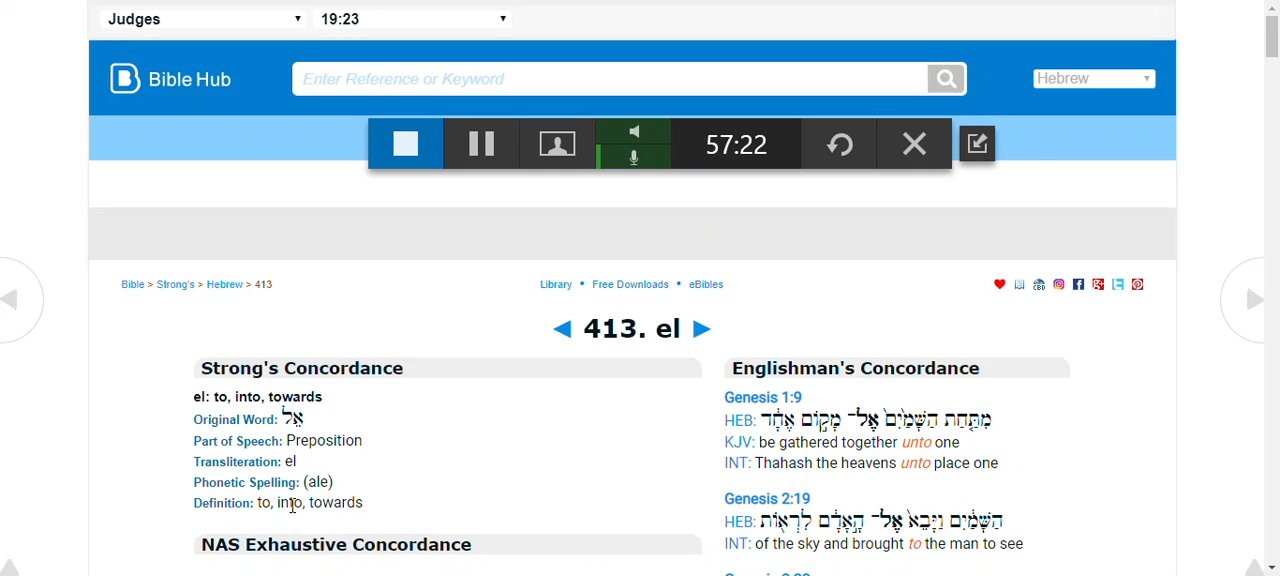 Judges 19:23
Bible Hub Enter Reference or Keyword Hebrew
57:22
Bible > Strong's > Hebrew > 413
Library • Free Downloads • eBibles
◄ 413. el ►
Strong's Concordance
el: to, into, towards
Original Word: אֵל
Part of Speech: Preposition
Transliteration: el
Phonetic Spelling: (ale)
Definition: to, into, towards
NAS Exhaustive Concordance
Englishman's Concordance
Genesis 1:9
HEB: מִתַּ֤חַת הַשָּׁמַ֙יִם֙ אֶל־ מָק֣וֹם אֶחָ֔ד
KJV: be gathered together unto one
INT: Thahash the heavens unto place one
Genesis 2:19
HEB: הַשָּׁמַ֔יִם וַיָּבֵא֙ אֶל־ הָ֣אָדָ֔ם לִרְא֖וֹת
INT: of the sky and brought to the man to see